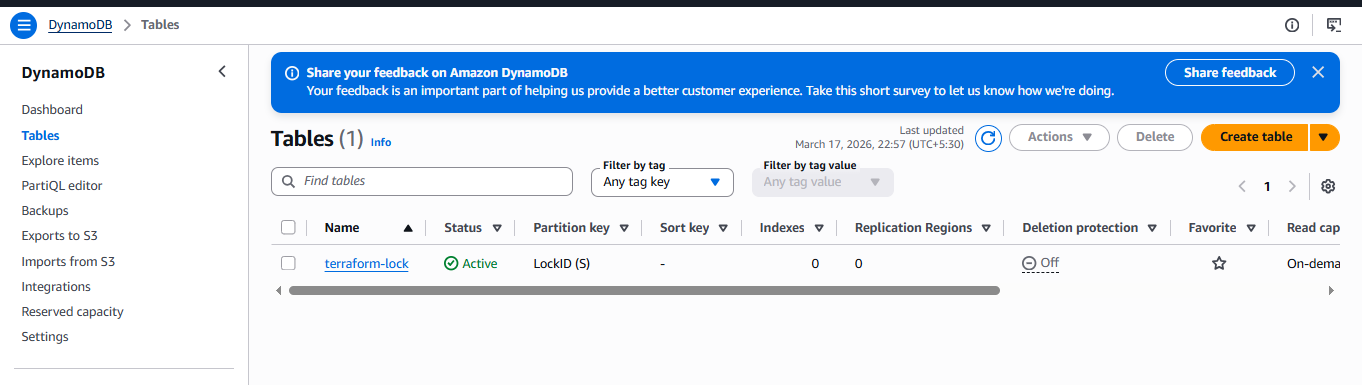 DynamoDB > Tables
DynamoDB
Dashboard
Tables
Explore items
PartiQL editor
Backups
Exports to S3
Imports from S3
Integrations
Reserved capacity
Settings
Share your feedback on Amazon DynamoDB
Your feedback is an important part of helping us provide a better customer experience. Take this short survey to let us know how we're doing.
Share feedback
Tables (1) Info
Last updated
March 17, 2026, 22:57 (UTC+5:30)
Actions
Delete
Create table
Find tables
Filter by tag
Any tag key
Filter by tag value
Any tag value
1
Name Status Partition key Sort key Indexes Replication Regions Deletion protection Favorite Read cap
terraform-lock Active LockID (S) - 0 0 Off On-dema